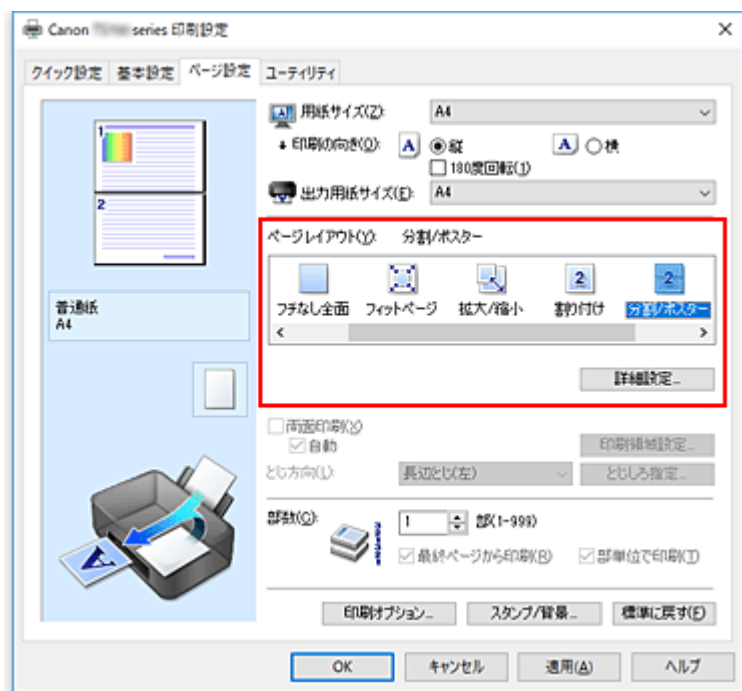 Canon series 印刷設定
クイック設定 基本設定 ページ設定 ユーティリティ
用紙サイズ(Z): A4
印刷の向き(O): A 縦 A 横
180度回転(J)
出力用紙サイズ(E): A4
1
2
普通紙
A4
ページレイアウト(Y): 分割/ポスター
2 2
フチなし全面 フィットページ 拡大/縮小 割り付け 分割/ポスター
詳細設定...
両面印刷(X)
自動 印刷領域設定...
とじ方向(L): 長辺とじ(左) とじしろ指定...
部数(C): 1 部(1-999)
最終ページから印刷(R) 部単位で印刷(T)
A
印刷オプション... スタンプ/背景... 標準に戻す(F)
OK キャンセル 適用(A) ヘルプ